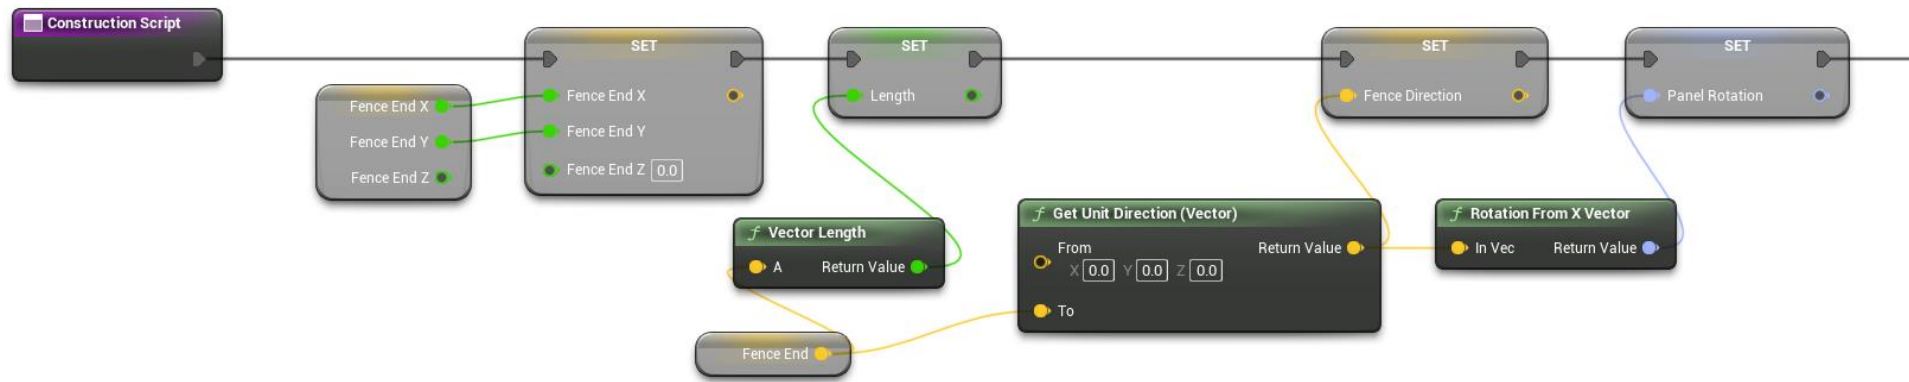 Construction Script
SET
SET
SET
SET
Fence End X
Fence End X
Length
Fence Direction
Panel Rotation
Fence End Y
Fence End Y
Fence End Z
Fence End Z 0.0
f Vector Length
A Return Value
f Get Unit Direction (Vector)
From Return Value
X 0.0 Y 0.0 Z 0.0
To
f Rotation From X Vector
In Vec Return Value
Fence End